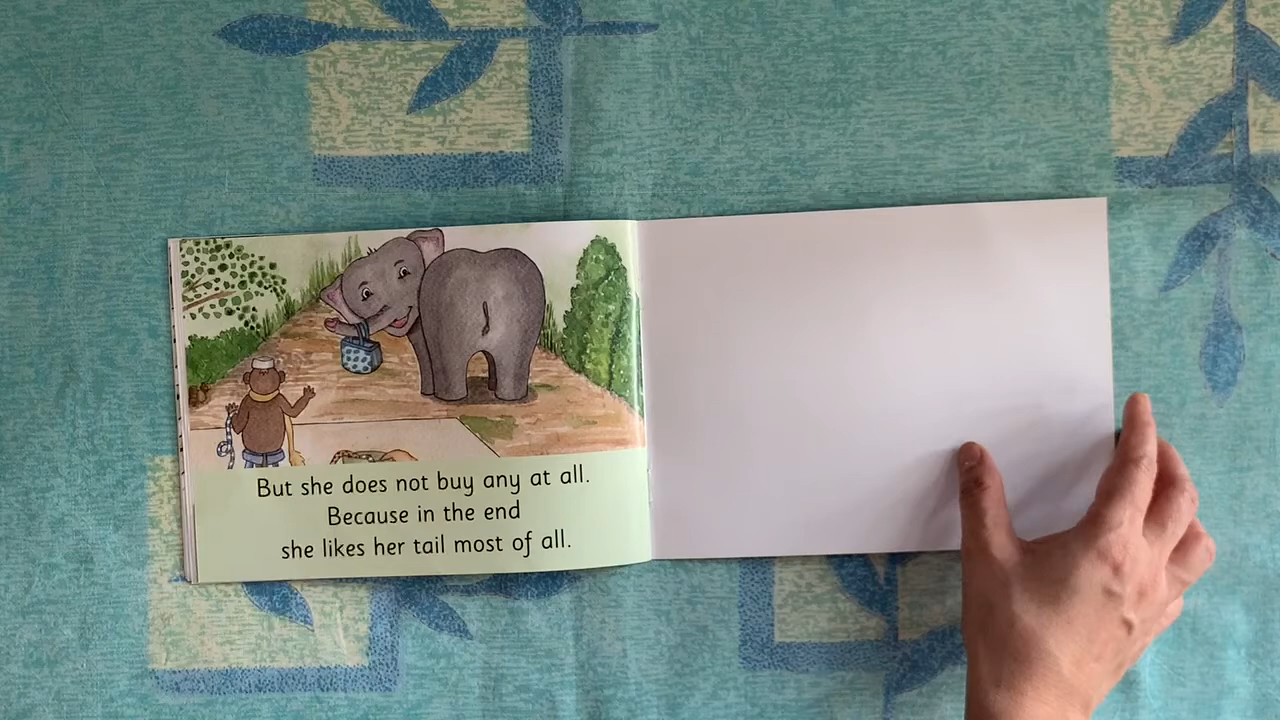 But she does not buy any at all.
Because in the end
she likes her tail most of all.